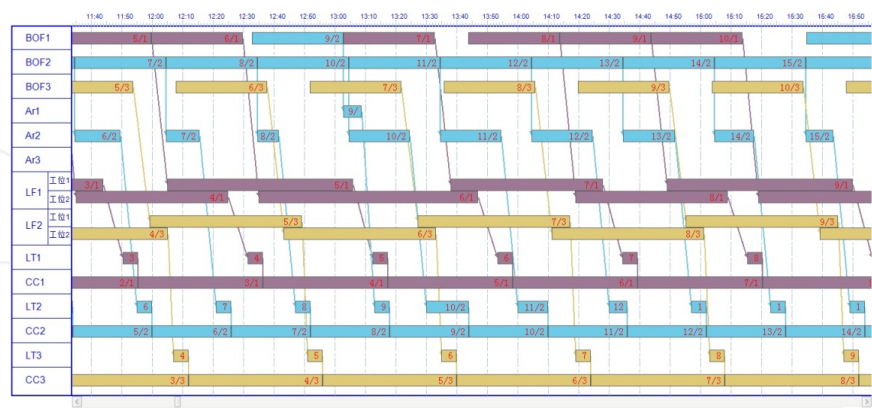 11:40 11:50 12:00 12:10 12:20 12:30 12:40 12:50 13:00 13:10 13:20 13:30 13:40 13:50 14:00 14:10 14:20 14:30 14:40 14:50 15:00 15:10 15:20 15:30 15:40 15:50
BOF1 5/1 6/1 9/2 7/1 8/1 9/1 10/1
BOF2 7/2 8/2 10/2 11/2 12/2 13/2 14/2 15/2
BOF3 5/3 6/3 7/3 8/3 9/3 10/3
Ar1 9/
Ar2 6/2 7/2 8/2 10/2 11/2 12/2 13/2 14/2 15/2
Ar3
LF1
工位1 3/1 5/1 7/1 9/1
工位2 4/1 6/1 8/1
LF2
工位1 5/3 7/3 9/3
工位2 4/3 6/3 8/3
LT1 3 4 5 6 7 8
CC1 2/1 3/1 4/1 5/1 6/1 7/1
LT2 6 7 8 9 10/2 11/2 12 1 1 1
CC2 5/2 6/2 7/2 8/2 9/2 10/2 11/2 12/2 13/2 14/2
LT3 4 5 6 7 8 9
CC3 3/3 4/3 5/3 6/3 7/3 8/3